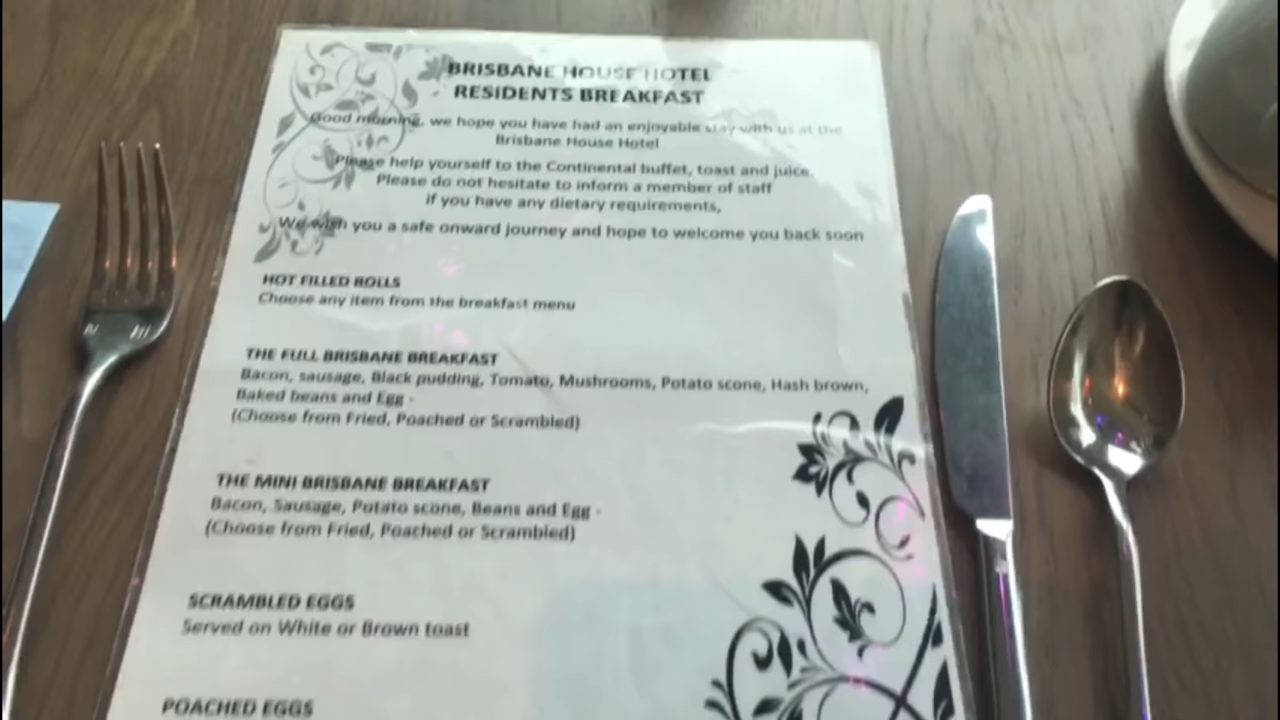 BRISBANE HOUSE HOTEL
RESIDENTS BREAKFAST
Good morning, we hope you have had an enjoyable stay with us at the
Brisbane House Hotel
Please help yourself to the Continental buffet, toast and juice.
Please do not hesitate to inform a member of staff
if you have any dietary requirements,
We wish you a safe onward journey and hope to welcome you back soon
HOT FILLED ROLLS
Choose any item from the breakfast menu
THE FULL BRISBANE BREAKFAST
Bacon, sausage, Black pudding, Tomato, Mushrooms, Potato scone, Hash brown,
Baked beans and Egg -
(Choose from Fried, Poached or Scrambled)
THE MINI BRISBANE BREAKFAST
Bacon, Sausage, Potato scone, Beans and Egg -
(Choose from Fried, Poached or Scrambled)
SCRAMBLED EGGS
Served on White or Brown toast
POACHED EGGS